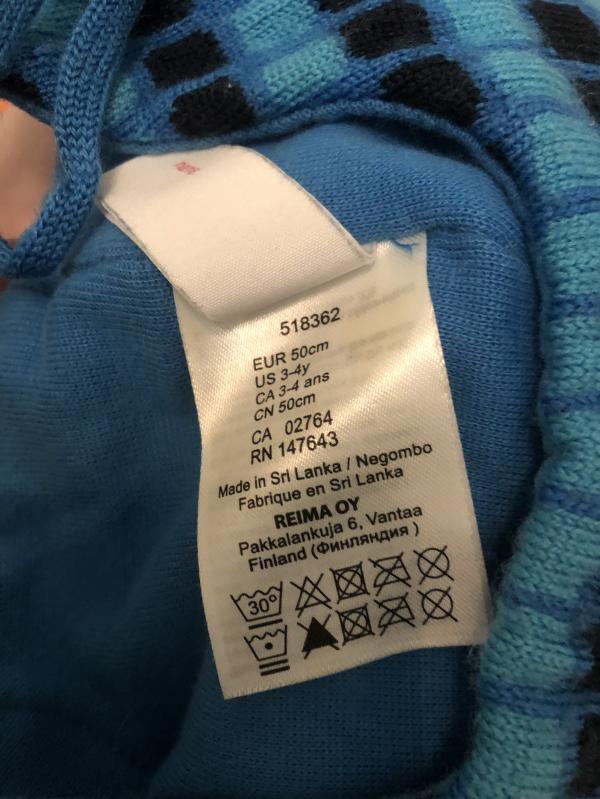 518362
EUR 50cm
US 3-4y
CA 3-4 ans
CN 50cm
CA 02764
RN 147643
Made in Sri Lanka / Negombo
Fabrique en Sri Lanka
REIMA OY
Pakkalankuja 6, Vantaa
Finland (Финляндия )
30°